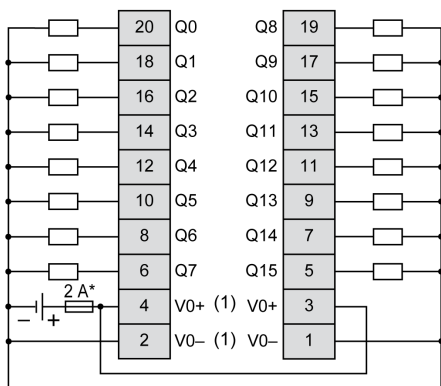 20 Q0 Q8 19
18 Q1 Q9 17
16 Q2 Q10 15
14 Q3 Q11 13
12 Q4 Q12 11
10 Q5 Q13 9
8 Q6 Q14 7
6 Q7 Q15 5
2 A*
− + 4 V0+ (1) V0+ 3
2 V0− (1) V0− 1